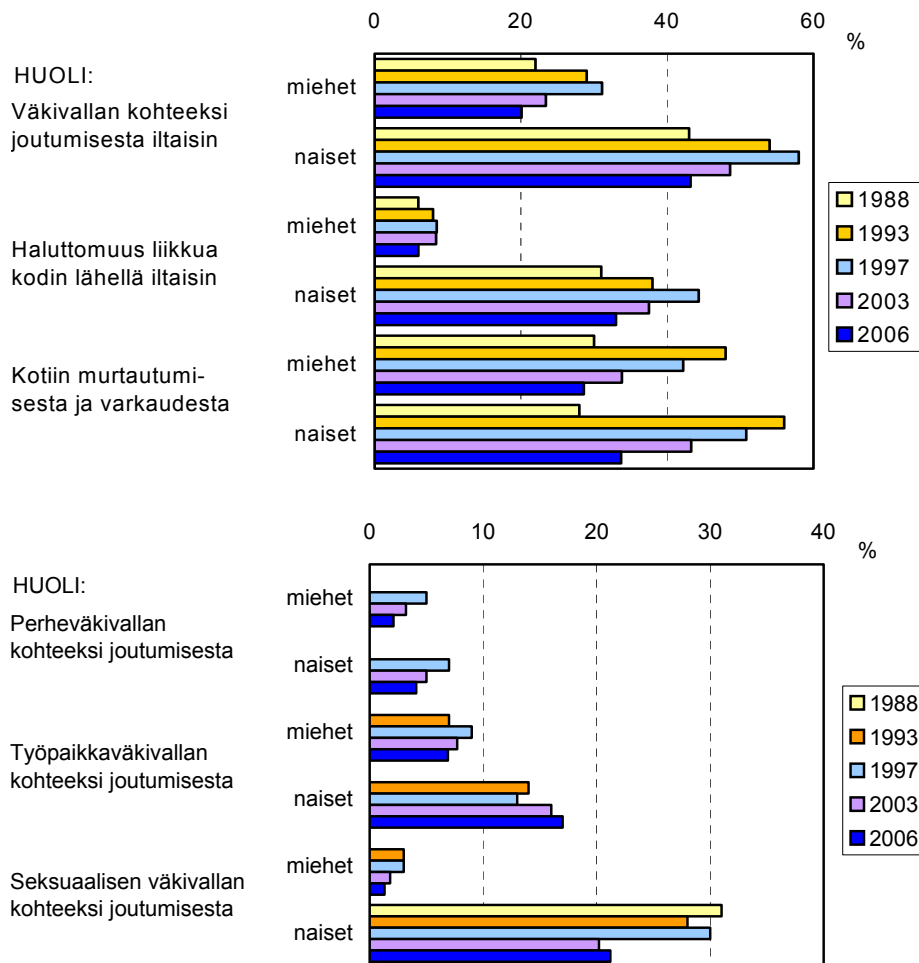 0 20 40 60
%
HUOLI:
Väkivallan kohteeksi
joutumisesta iltaisin
miehet
naiset
Haluttomuus liikkua
kodin lähellä iltaisin
miehet
naiset
Kotiin murtautumi-
sesta ja varkaudesta
miehet
naiset
1988
1993
1997
2003
2006
0 10 20 30 40
%
HUOLI:
Perheväkivallan
kohteeksi joutumisesta
miehet
naiset
Työpaikkaväkivallan
kohteeksi joutumisesta
miehet
naiset
Seksuaalisen väkivallan
kohteeksi joutumisesta
miehet
naiset
1988
1993
1997
2003
2006